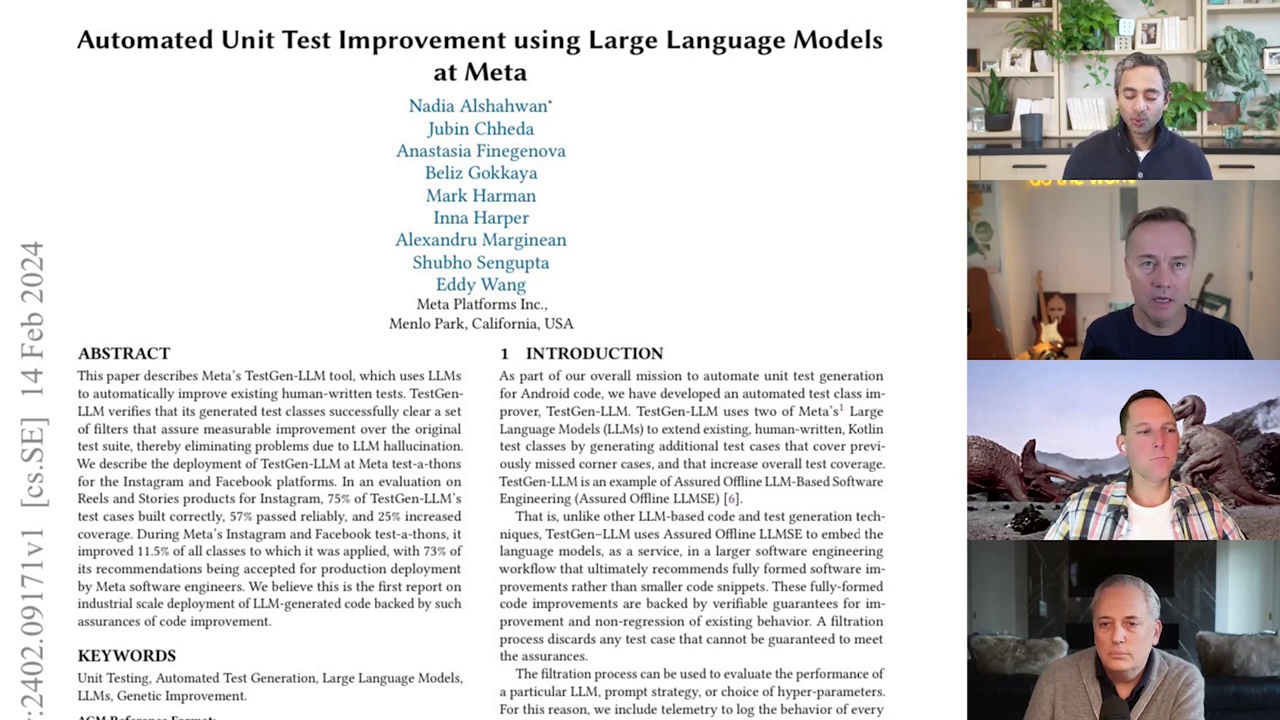 Automated Unit Test Improvement using Large Language Models
at Meta
Nadia Alshahwan*
Jubin Chheda
Anastasia Finegenova
Beliz Gokkaya
Mark Harman
Inna Harper
Alexandru Marginean
Shubho Sengupta
Eddy Wang
Meta Platforms Inc.,
Menlo Park, California, USA
:2402.09171v1 [cs.SE] 14 Feb 2024
ABSTRACT
This paper describes Meta's TestGen-LLM tool, which uses LLMs
to automatically improve existing human-written tests. TestGen-
LLM verifies that its generated test classes successfully clear a set
of filters that assure measurable improvement over the original
test suite, thereby eliminating problems due to LLM hallucination.
We describe the deployment of TestGen-LLM at Meta test-a-thons
for the Instagram and Facebook platforms. In an evaluation on
Reels and Stories products for Instagram, 75% of TestGen-LLM's
test cases built correctly, 57% passed reliably, and 25% increased
coverage. During Meta's Instagram and Facebook test-a-thons, it
improved 11.5% of all classes to which it was applied, with 73% of
its recommendations being accepted for production deployment
by Meta software engineers. We believe this is the first report on
industrial scale deployment of LLM-generated code backed by such
assurances of code improvement.
KEYWORDS
Unit Testing, Automated Test Generation, Large Language Models,
LLMs, Genetic Improvement.
ACM Reference Format:
1 INTRODUCTION
As part of our overall mission to automate unit test generation
for Android code, we have developed an automated test class im-
prover, TestGen-LLM. TestGen-LLM uses two of Meta's1 Large
Language Models (LLMs) to extend existing, human-written, Kotlin
test classes by generating additional test cases that cover previ-
ously missed corner cases, and that increase overall test coverage.
TestGen-LLM is an example of Assured Offline LLM-Based Software
Engineering (Assured Offline LLMSE) [6].
That is, unlike other LLM-based code and test generation tech-
niques, TestGen-LLM uses Assured Offline LLMSE to embed the
language models, as a service, in a larger software engineering
workflow that ultimately recommends fully formed software im-
provements rather than smaller code snippets. These fully-formed
code improvements are backed by verifiable guarantees for im-
provement and non-regression of existing behavior. A filtration
process discards any test case that cannot be guaranteed to meet
the assurances.
The filtration process can be used to evaluate the performance of
a particular LLM, prompt strategy, or choice of hyper-parameters.
For this reason, we include telemetry to log the behavior of every
do the work